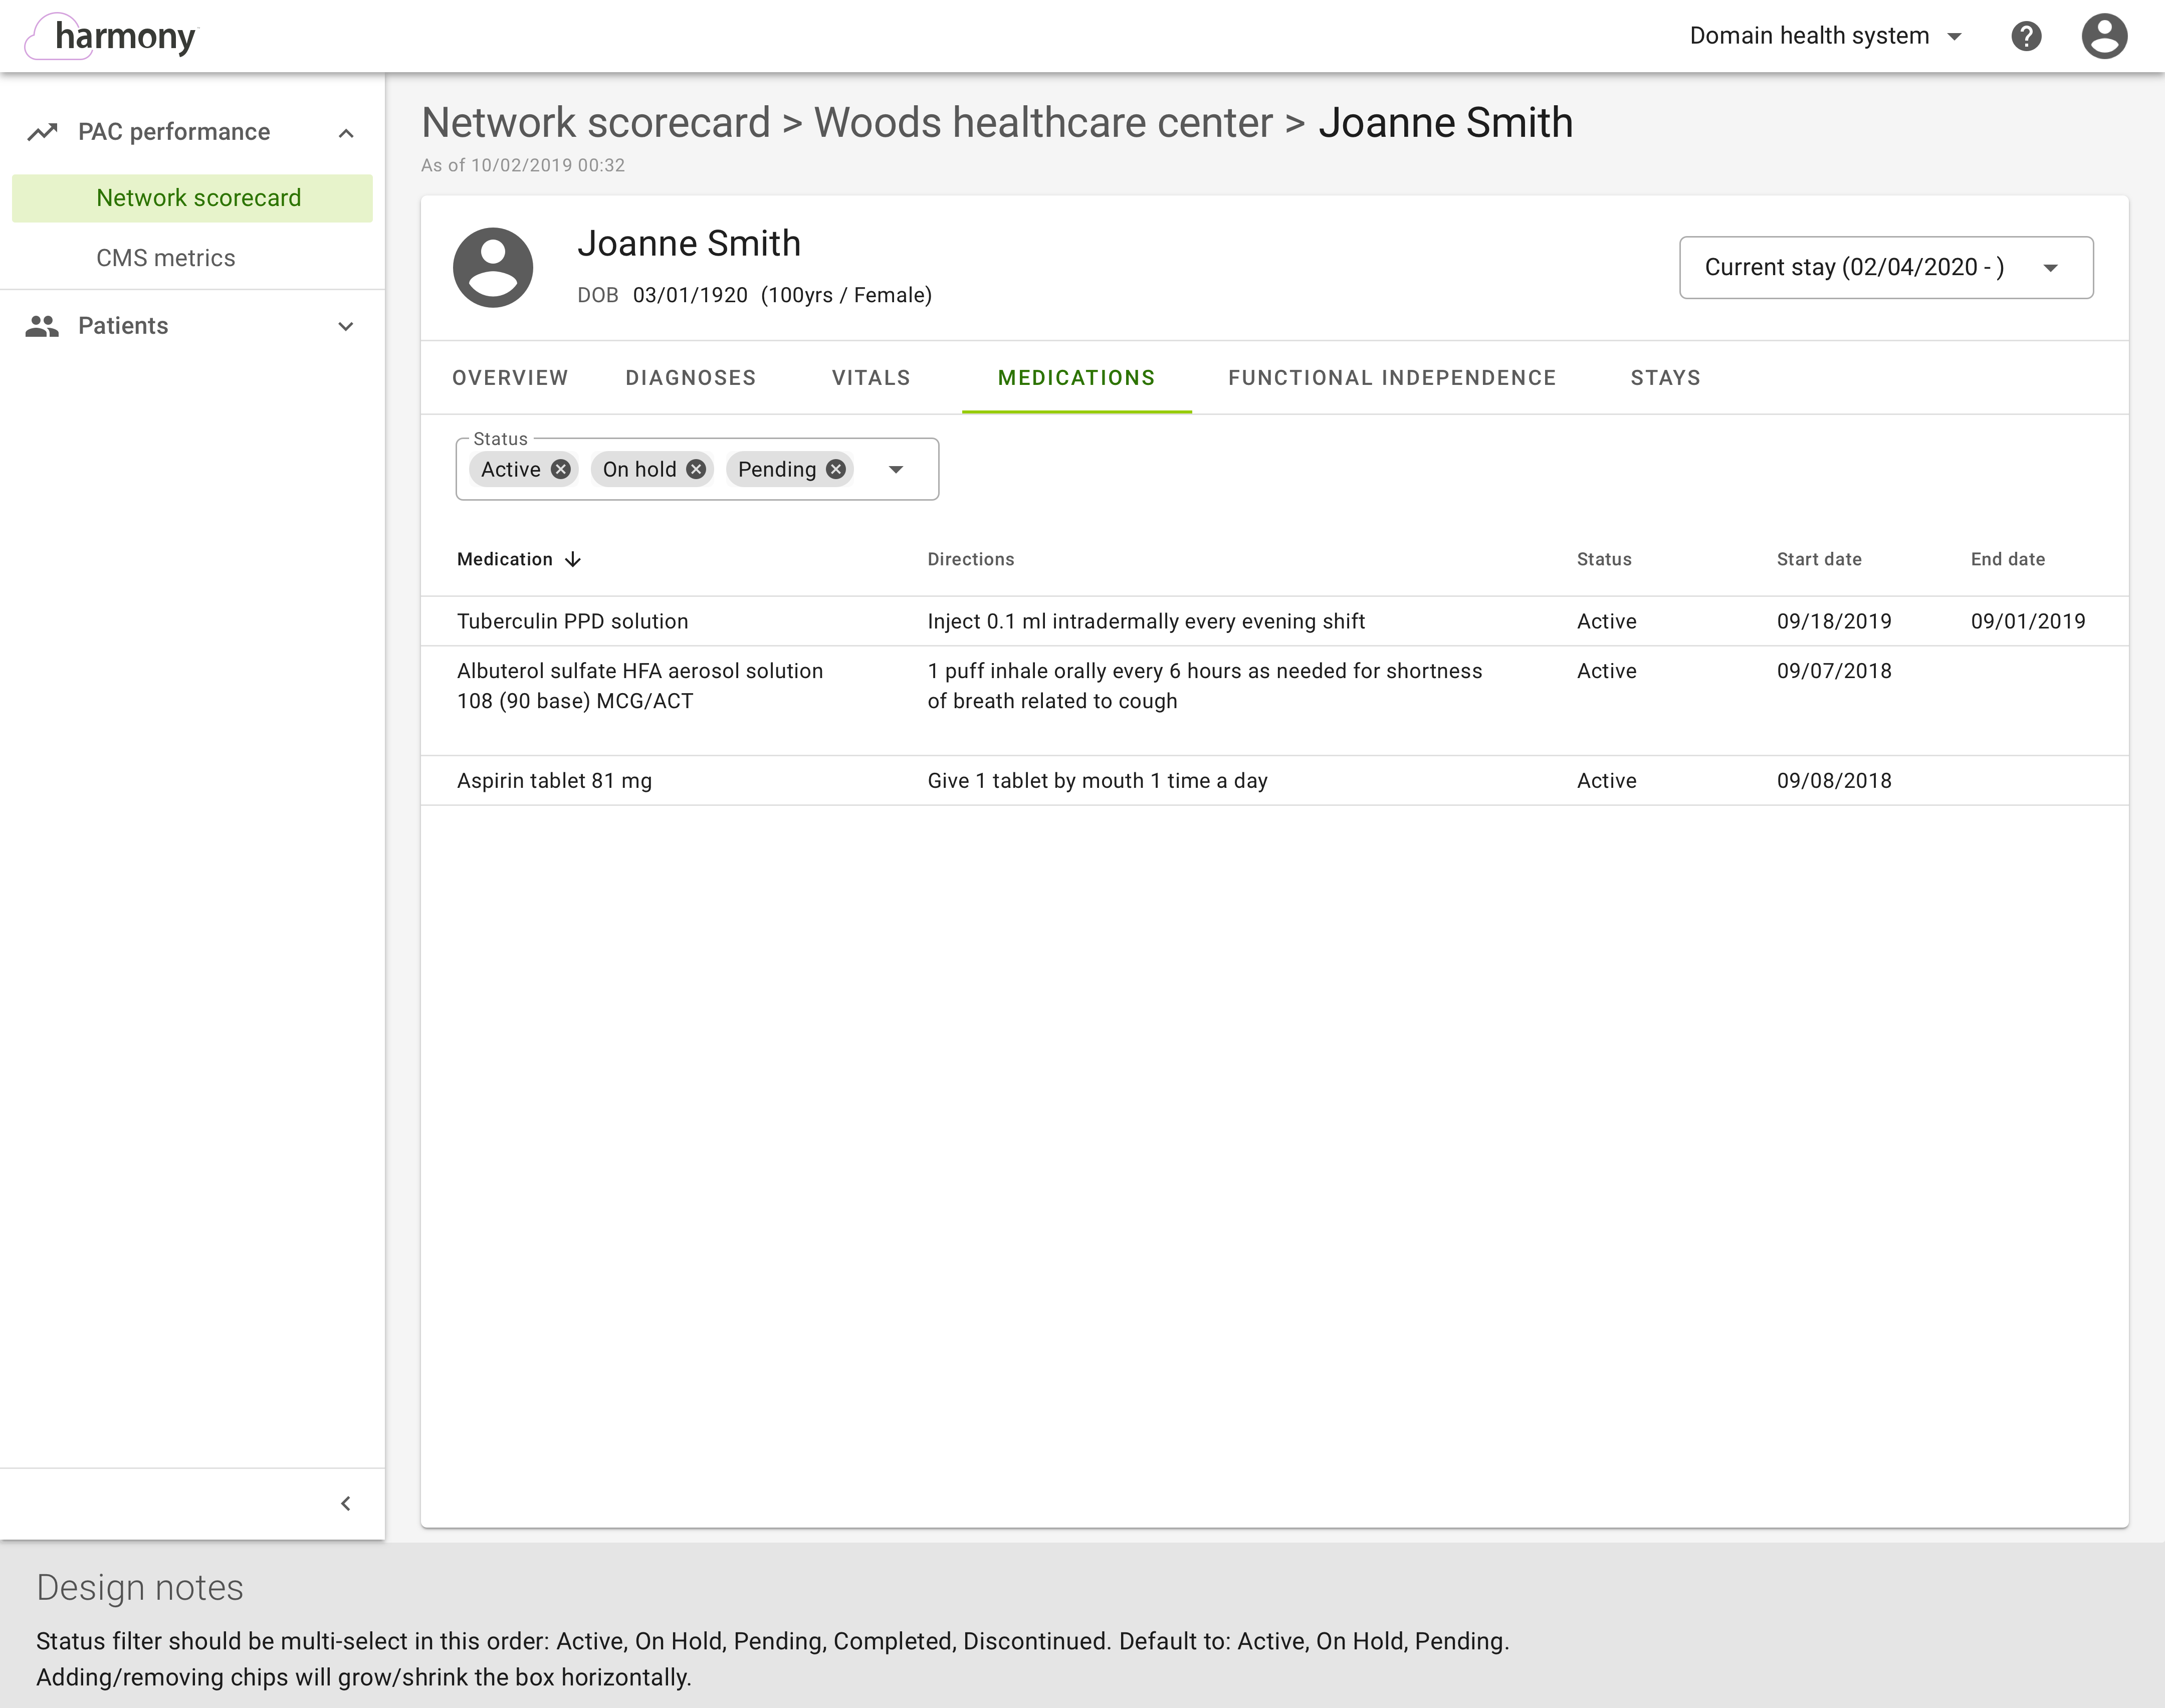 harmony
Domain health system
PAC performance
Network scorecard
CMS metrics
Patients
Network scorecard > Woods healthcare center > Joanne Smith
As of 10/02/2019 00:32
Joanne Smith
DOB 03/01/1920 (100yrs / Female)
Current stay (02/04/2020 - )
OVERVIEW DIAGNOSES VITALS MEDICATIONS FUNCTIONAL INDEPENDENCE STAYS
Status
Active On hold Pending
Medication Directions Status Start date End date
Tuberculin PPD solution Inject 0.1 ml intradermally every evening shift Active 09/18/2019 09/01/2019
Albuterol sulfate HFA aerosol solution 1 puff inhale orally every 6 hours as needed for shortness Active 09/07/2018
108 (90 base) MCG/ACT of breath related to cough
Aspirin tablet 81 mg Give 1 tablet by mouth 1 time a day Active 09/08/2018
Design notes
Status filter should be multi-select in this order: Active, On Hold, Pending, Completed, Discontinued. Default to: Active, On Hold, Pending.
Adding/removing chips will grow/shrink the box horizontally.